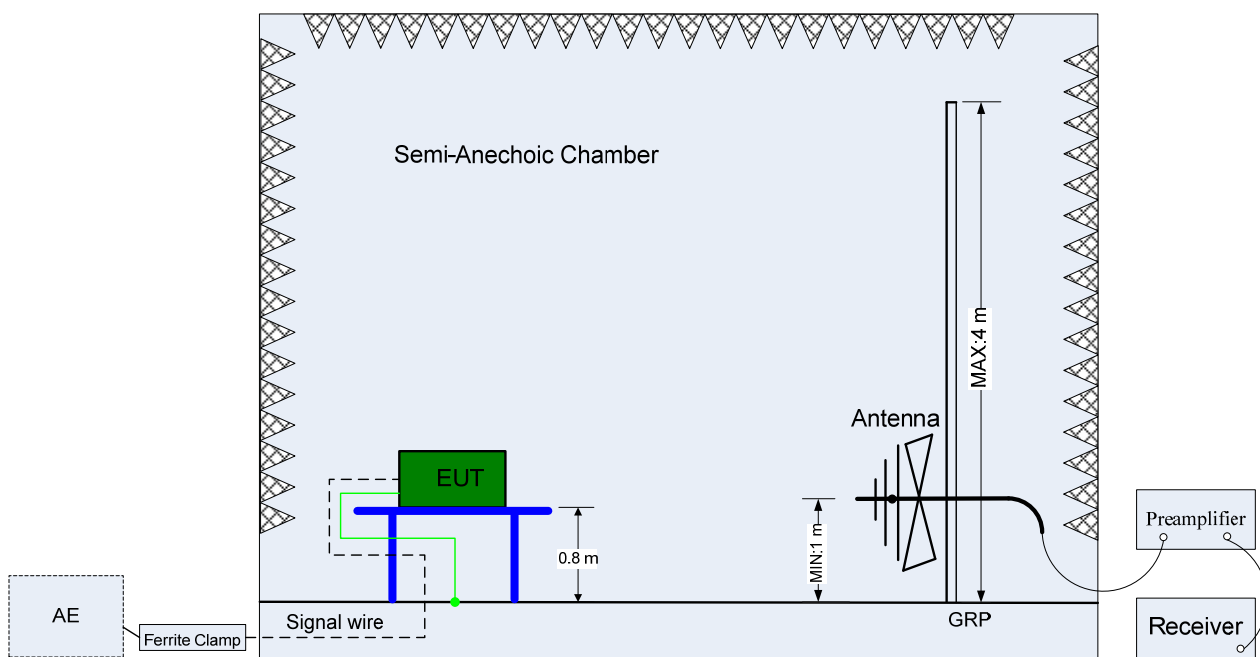 Semi-Anechoic Chamber
MAX:4 m
Antenna
EUT
MIN:1 m
0.8 m
Preamplifier
AE
Ferrite Clamp
Signal wire
GRP
Receiver